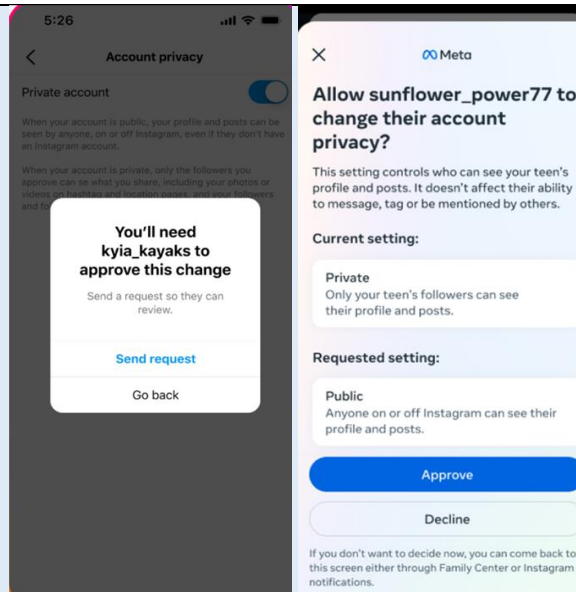 5:26
Account privacy
Private account
When your account is public, your profile and posts can be
seen by anyone, on or off Instagram, even if they don't have
an Instagram account.
When your account is private, only the followers you
approve can se what you share, including your photos or
videos on hashtag and location pages, and your followers
and fo
You'll need
kyia_kayaks to
approve this change
Send a request so they can
review.
Send request
Go back
Meta
Allow sunflower_power77 to
change their account
privacy?
This setting controls who can see your teen's
profile and posts. It doesn't affect their ability
to message, tag or be mentioned by others.
Current setting:
Private
Only your teen's followers can see
their profile and posts.
Requested setting:
Public
Anyone on or off Instagram can see their
profile and posts.
Approve
Decline
If you don't want to decide now, you can come back to
this screen either through Family Center or Instagram
notifications.